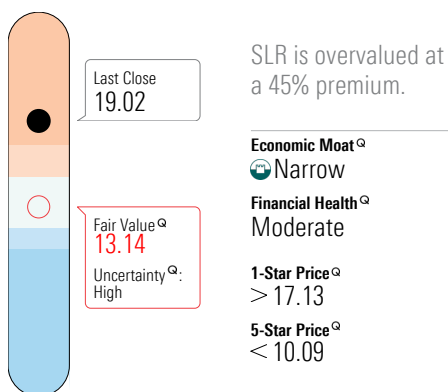 SLR is overvalued at
a 45% premium.
Last Close
19.02
Fair Value Q
13.14
Uncertainty Q:
High
Economic Moat Q
Narrow
Financial Health Q
Moderate
1-Star Price Q
> 17.13
5-Star Price Q
< 10.09